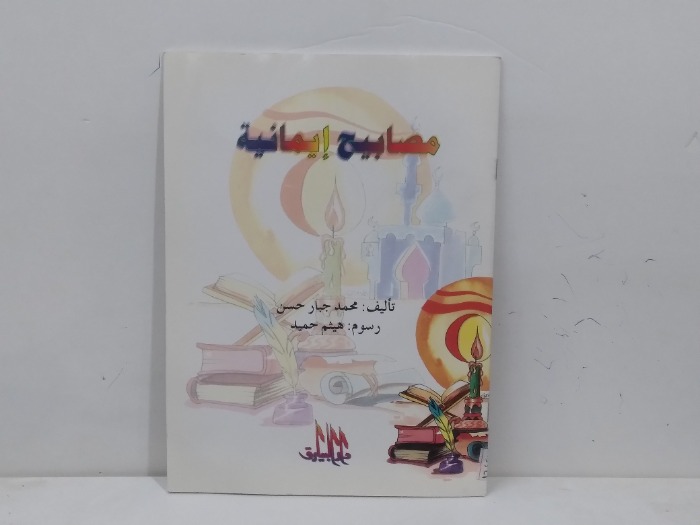 مصابيح إيمانية
تأليف: محمد جبار حسن
رسوم: هيثم حميد